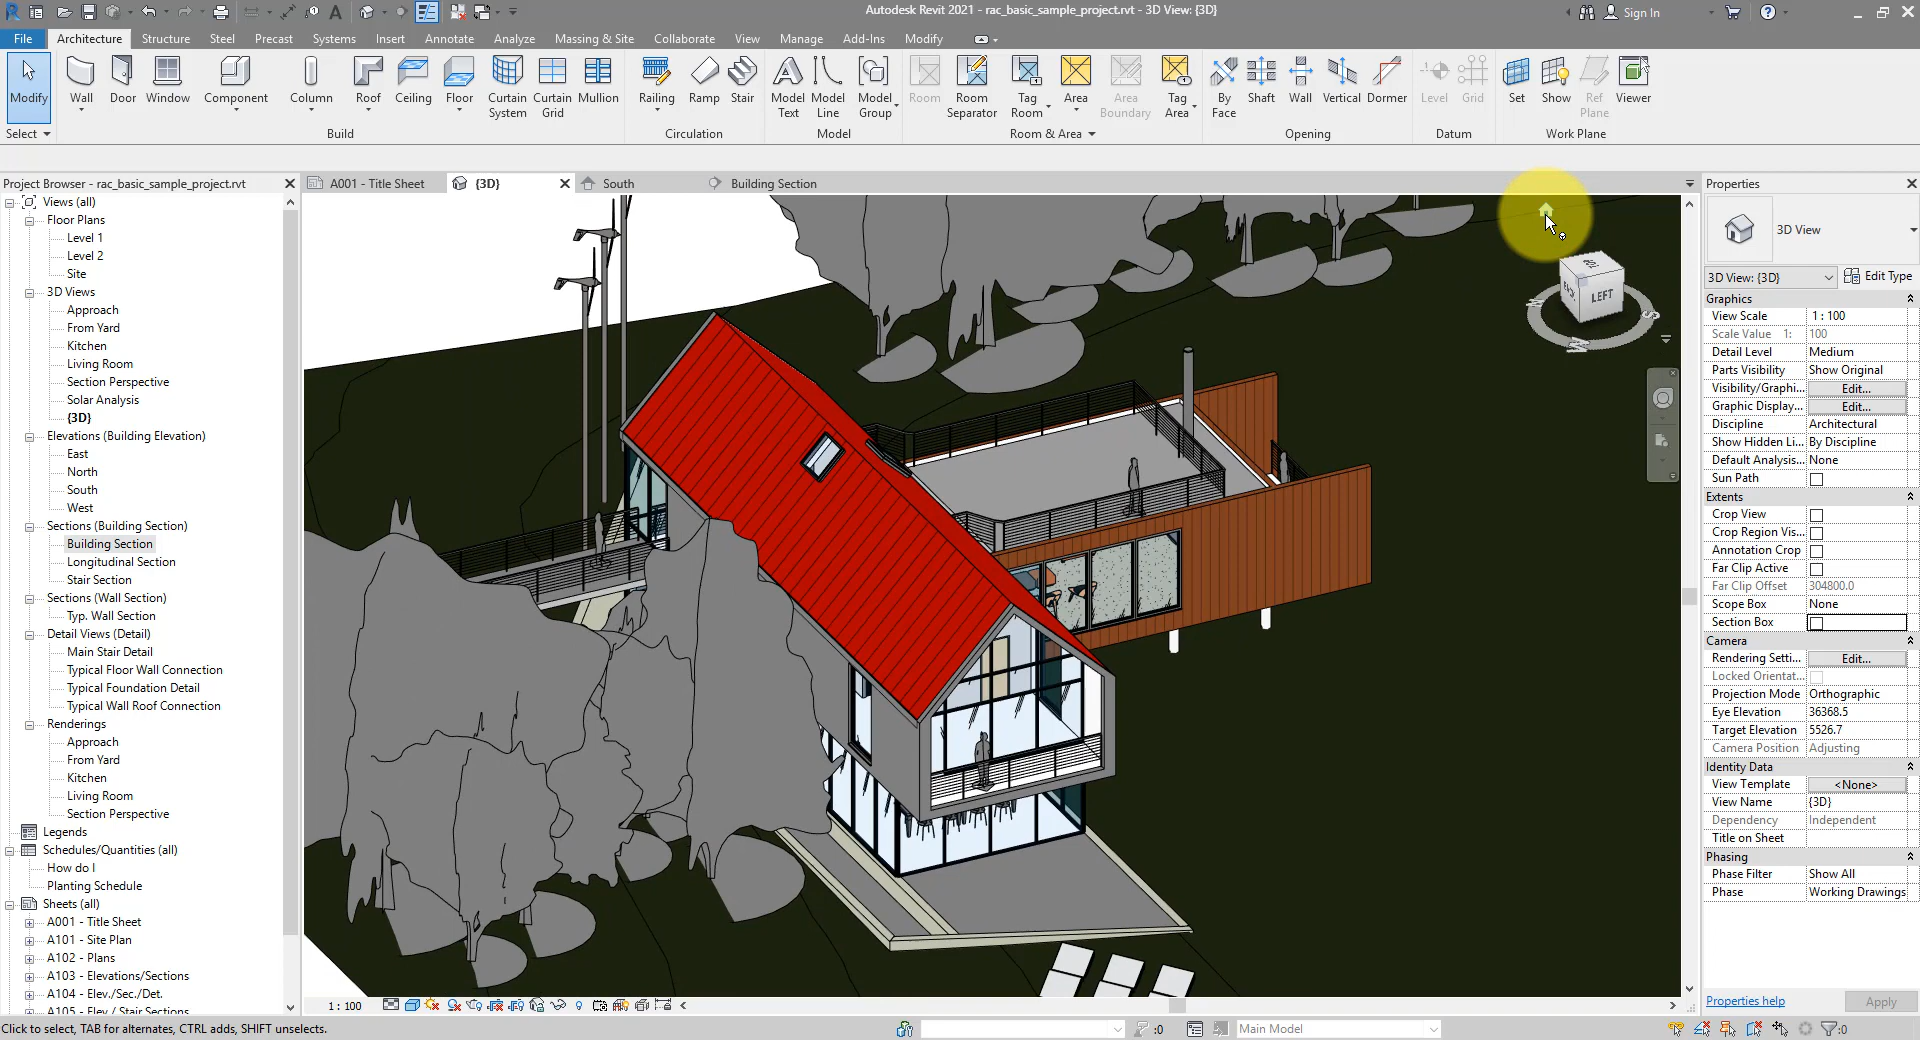 Autodesk Revit 2021 - rac_basic_sample_project.rvt - 3D View: {3D}
Sign In
File Architecture Structure Steel Precast Systems Insert Annotate Analyze Massing & Site Collaborate View Manage Add-Ins Modify
Modify Wall Door Window Component Column Roof Ceiling Floor Curtain System Curtain Grid Mullion Railing Ramp Stair Model Text Model Line Model Group Room Room Separator Tag Room Area Area Boundary Tag Area By Face Shaft Wall Vertical Dormer Level Grid Set Show Ref Plane Viewer
Select Build Circulation Model Room & Area Opening Datum Work Plane
Project Browser - rac_basic_sample_project.rvt
Views (all)
Floor Plans
Level 1
Level 2
Site
3D Views
Approach
From Yard
Kitchen
Living Room
Section Perspective
Solar Analysis
{3D}
Elevations (Building Elevation)
East
North
South
West
Sections (Building Section)
Building Section
Longitudinal Section
Stair Section
Sections (Wall Section)
Typ. Wall Section
Detail Views (Detail)
Main Stair Detail
Typical Floor Wall Connection
Typical Foundation Detail
Typical Wall Roof Connection
Renderings
Approach
From Yard
Kitchen
Living Room
Section Perspective
Legends
Schedules/Quantities (all)
How do I
Planting Schedule
Sheets (all)
A001 - Title Sheet
A101 - Site Plan
A102 - Plans
A103 - Elevations/Sections
A104 - Elev./Sec./Det.
A105 - Elev./ Stair Sections
A001 - Title Sheet {3D} South Building Section
TOP
BACK
LEFT
N
S
W
1 : 100
Properties
3D View
3D View: {3D} Edit Type
Graphics
View Scale 1 : 100
Scale Value 1: 100
Detail Level Medium
Parts Visibility Show Original
Visibility/Graphi... Edit...
Graphic Display... Edit...
Discipline Architectural
Show Hidden Li... By Discipline
Default Analysis... None
Sun Path
Extents
Crop View
Crop Region Vis...
Annotation Crop
Far Clip Active
Far Clip Offset 304800.0
Scope Box None
Section Box
Camera
Rendering Setti... Edit...
Locked Orientat...
Projection Mode Orthographic
Eye Elevation 36368.5
Target Elevation 5526.7
Camera Position Adjusting
Identity Data
View Template <None>
View Name {3D}
Dependency Independent
Title on Sheet
Phasing
Phase Filter Show All
Phase Working Drawings
Properties help Apply
Click to select, TAB for alternates, CTRL adds, SHIFT unselects.
:0
Main Model
:0